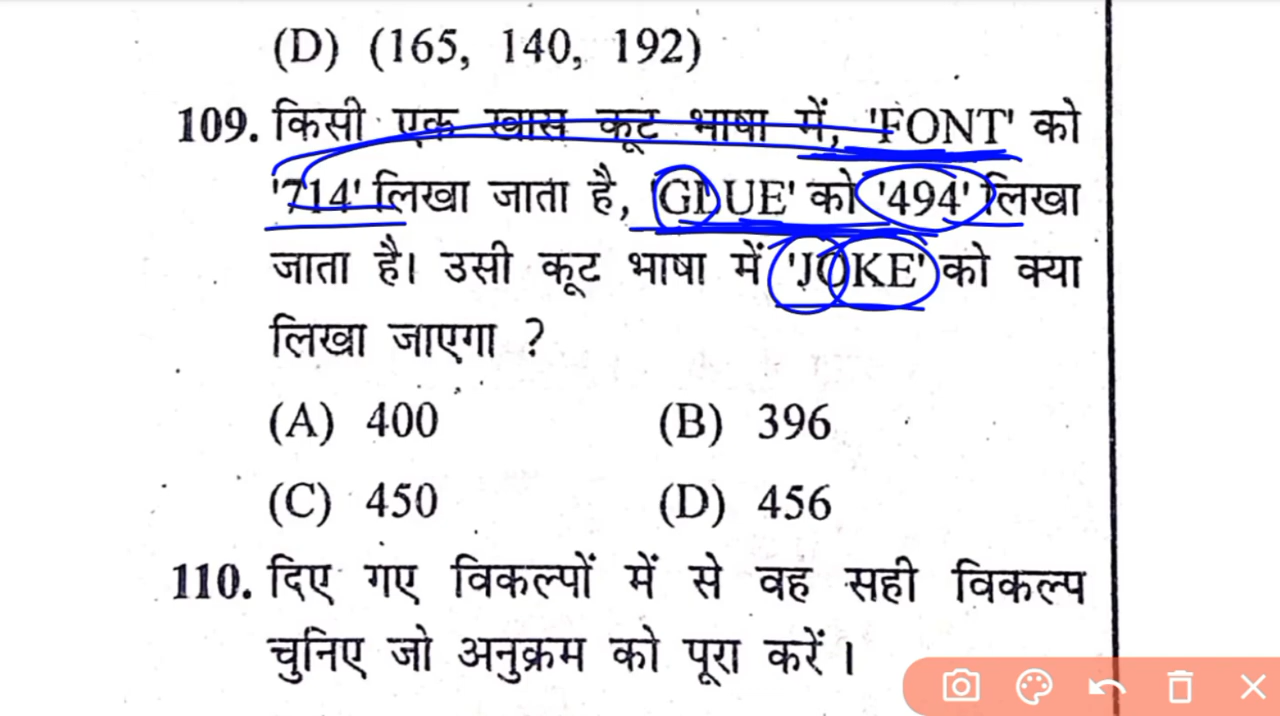 (D) (165, 140, 192)
109. किसी एक खास कूट भाषा में, 'FONT' को
'714' लिखा जाता है, 'GLUE' को '494' लिखा
जाता है। उसी कूट भाषा में 'JOKE' को क्या
लिखा जाएगा ?
(A) 400 (B) 396
(C) 450 (D) 456
110. दिए गए विकल्पों में से वह सही विकल्प
चुनिए जो अनुक्रम को पूरा करें।